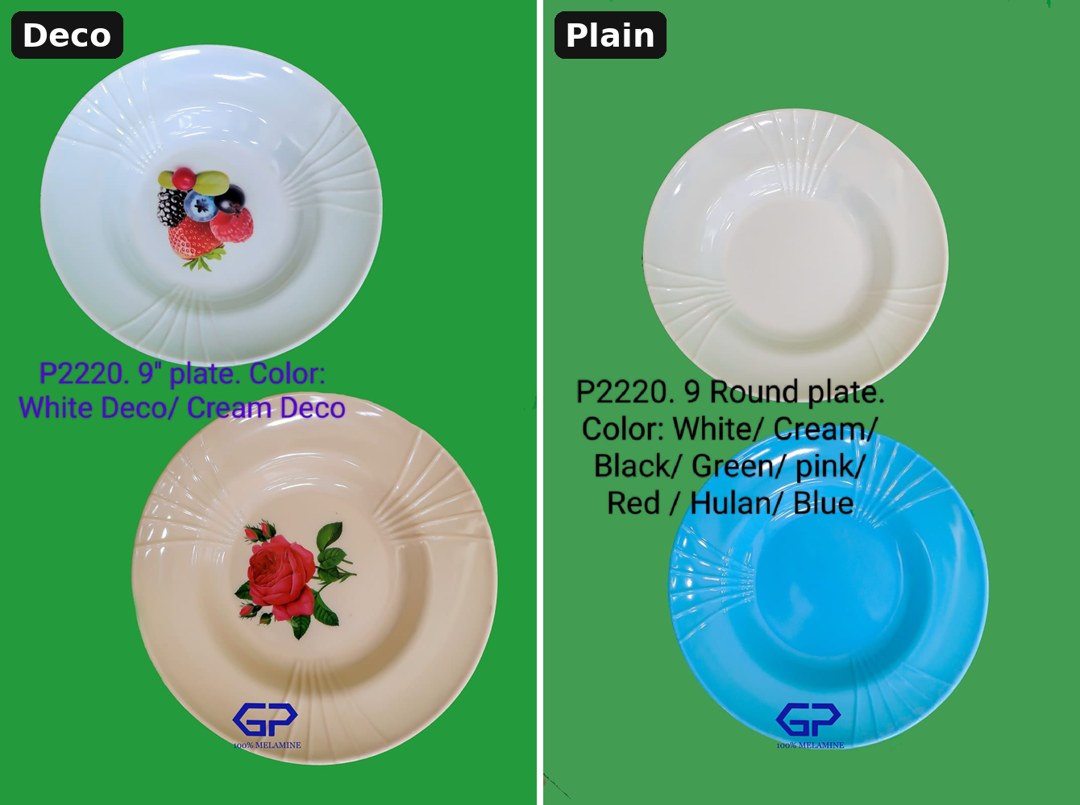 Deco
P2220. 9" plate. Color:
White Deco/ Cream Deco
GP
100% MELAMINE
Plain
P2220. 9 Round plate.
Color: White/ Cream/
Black/ Green/ pink/
Red / Hulan/ Blue
GP
100% MELAMINE